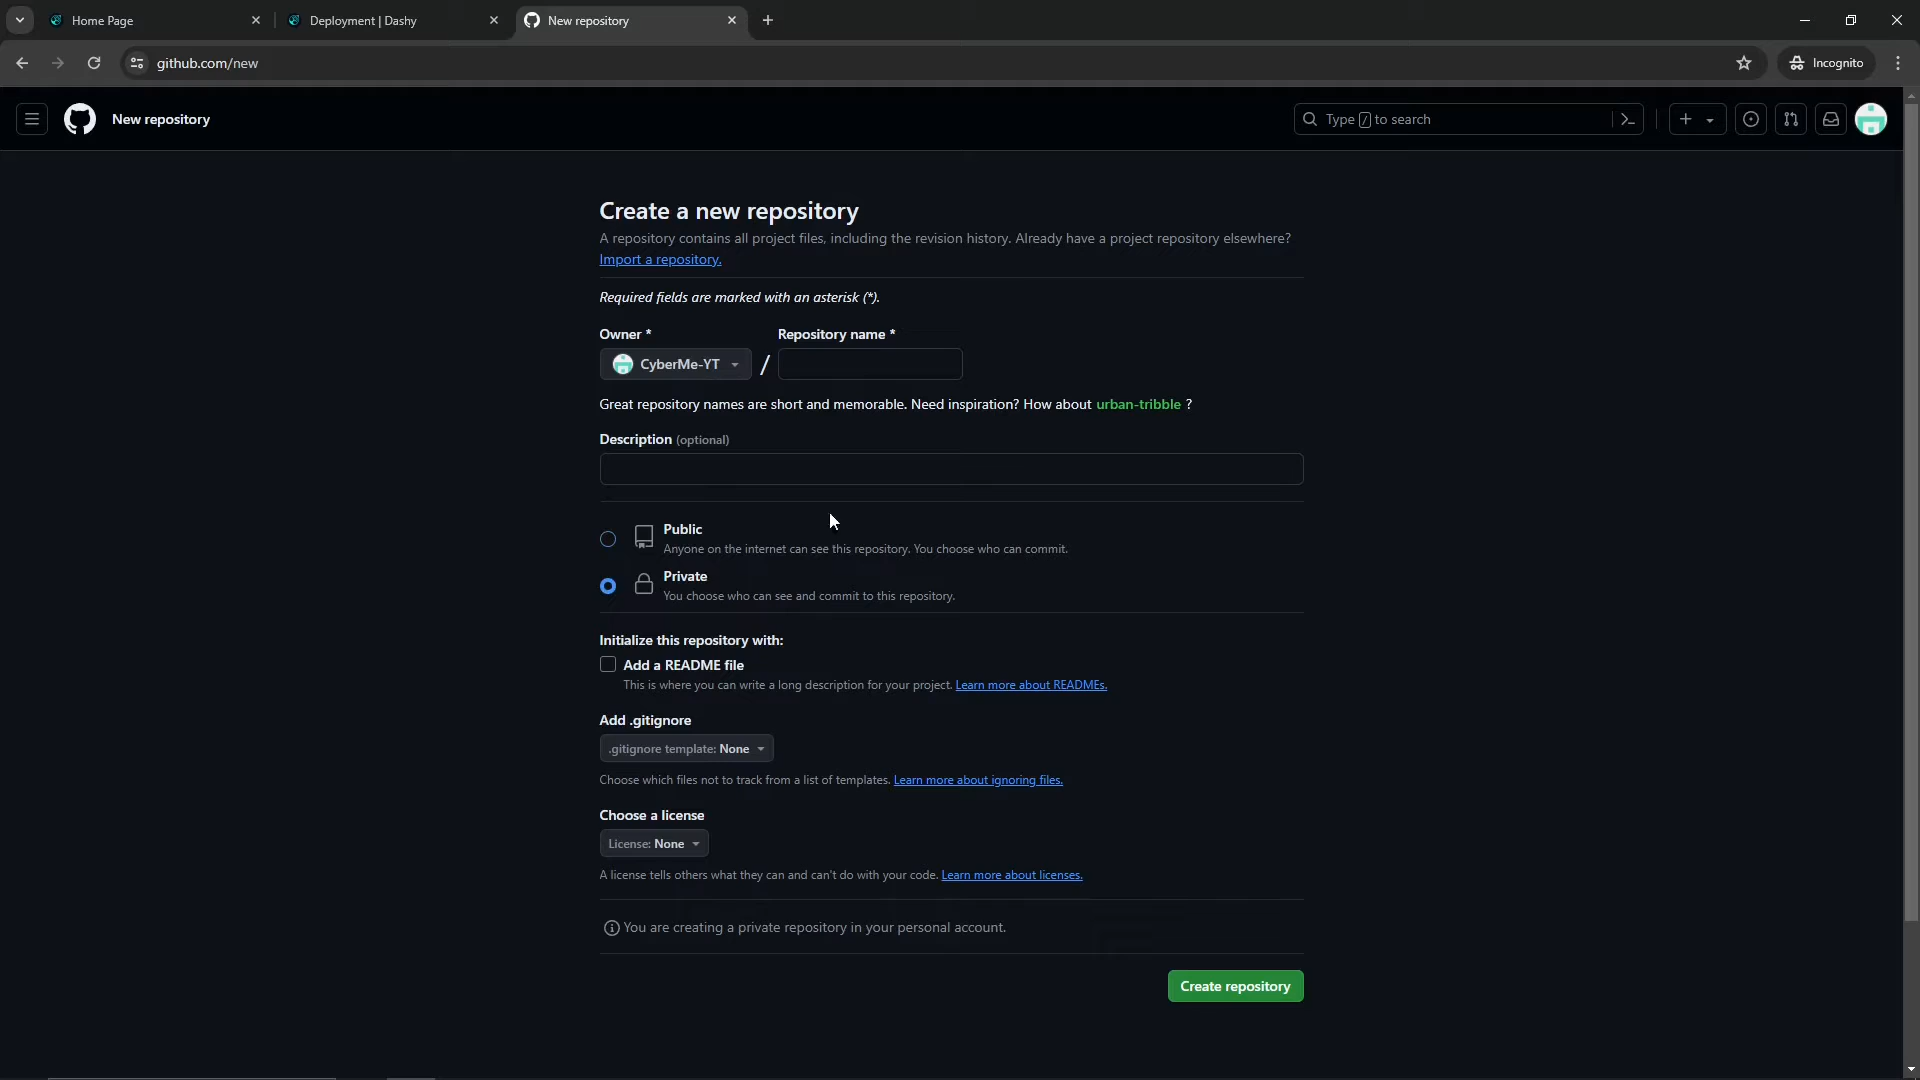 Home Page
Deployment | Dashy
New repository
github.com/new
Incognito
New repository
Type / to search
Create a new repository
A repository contains all project files, including the revision history. Already have a project repository elsewhere?
Import a repository.
Required fields are marked with an asterisk (*).
Owner *
Repository name *
CyberMe-YT
/
Great repository names are short and memorable. Need inspiration? How about urban-tribble ?
Description (optional)
Public
Anyone on the internet can see this repository. You choose who can commit.
Private
You choose who can see and commit to this repository.
Initialize this repository with:
Add a README file
This is where you can write a long description for your project. Learn more about READMEs.
Add .gitignore
.gitignore template: None
Choose which files not to track from a list of templates. Learn more about ignoring files.
Choose a license
License: None
A license tells others what they can and can't do with your code. Learn more about licenses.
You are creating a private repository in your personal account.
Create repository